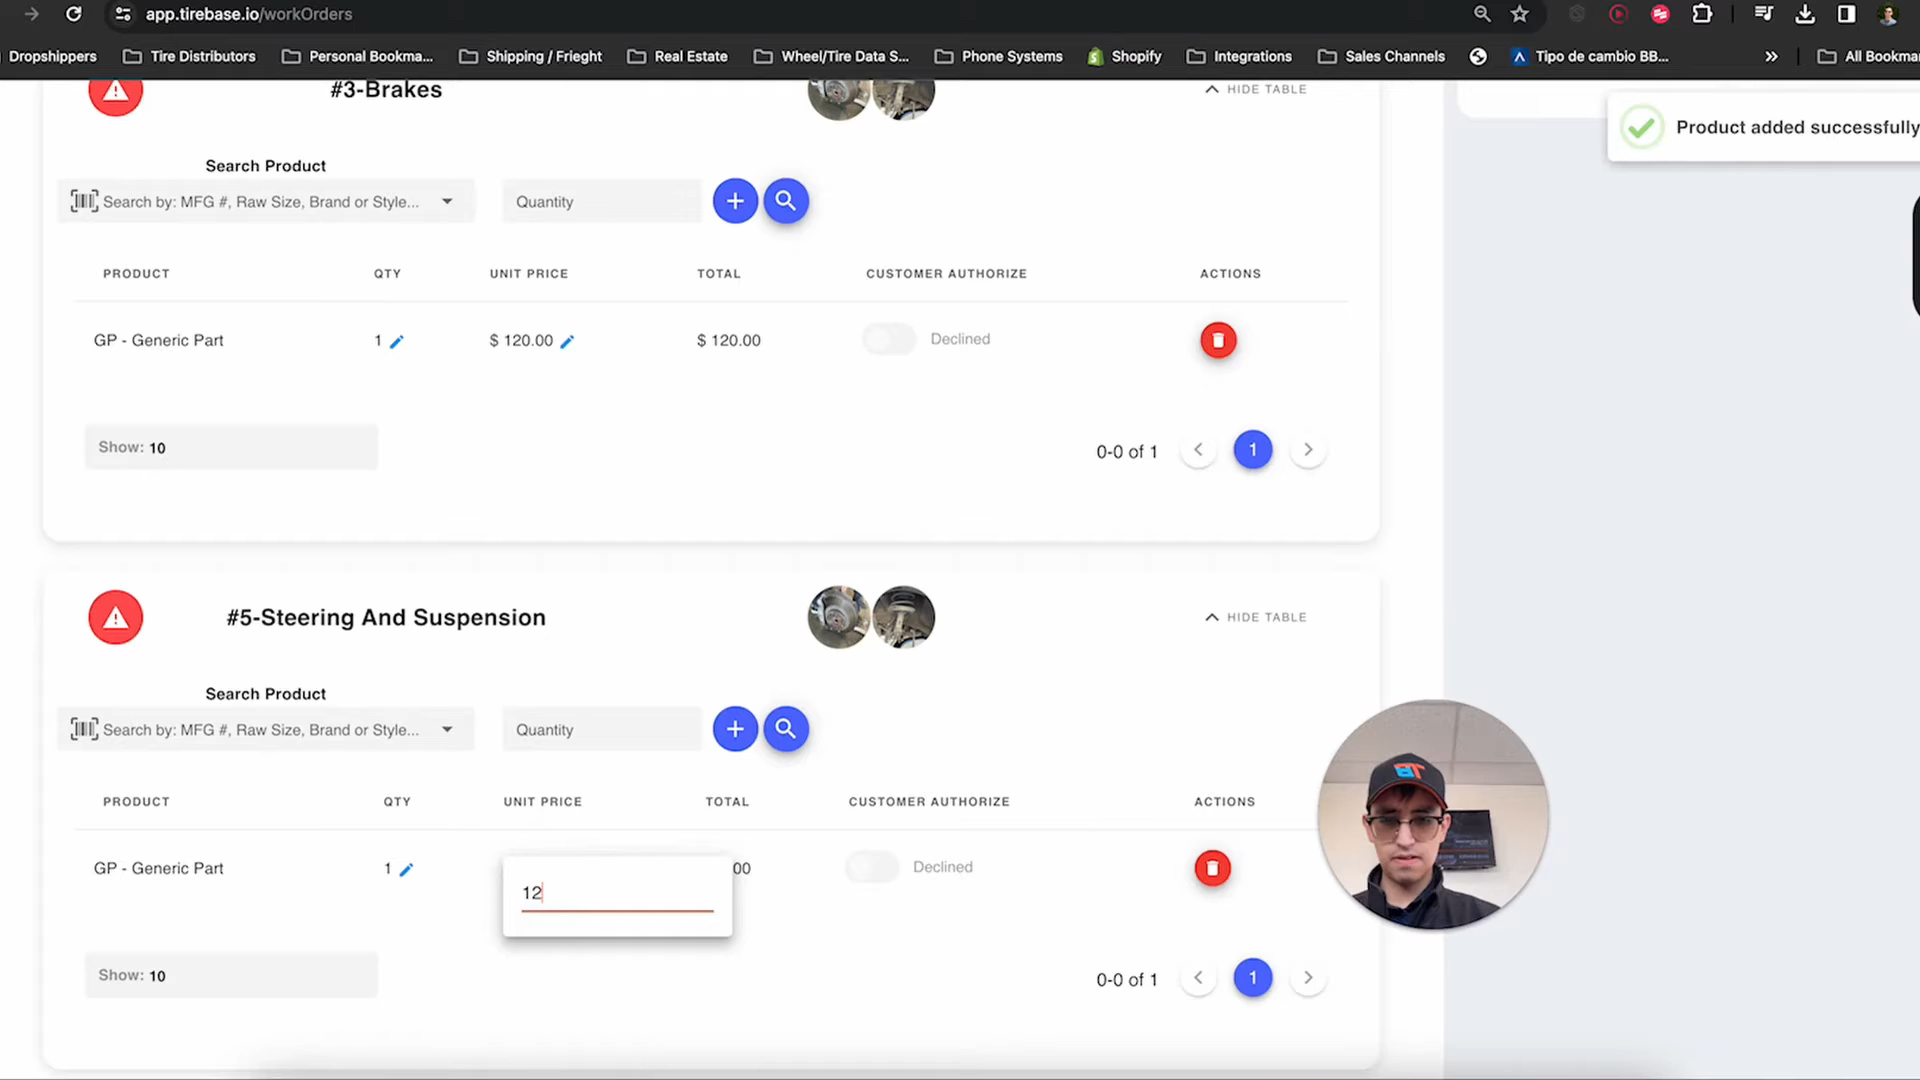 app.tirebase.io/workOrders
Dropshippers Tire Distributors Personal Bookma... Shipping / Frieght Real Estate Wheel/Tire Data S... Phone Systems Shopify Integrations Sales Channels Tipo de cambio BB... » All Bookmar
#3-Brakes HIDE TABLE
Product added successfully
Search Product
Search by: MFG #, Raw Size, Brand or Style... Quantity
PRODUCT QTY UNIT PRICE TOTAL CUSTOMER AUTHORIZE ACTIONS
GP - Generic Part 1 $ 120.00 $ 120.00 Declined
Show: 10 0-0 of 1 1
#5-Steering And Suspension HIDE TABLE
Search Product
Search by: MFG #, Raw Size, Brand or Style... Quantity
PRODUCT QTY UNIT PRICE TOTAL CUSTOMER AUTHORIZE ACTIONS
GP - Generic Part 1 00 Declined
12
Show: 10 0-0 of 1 1